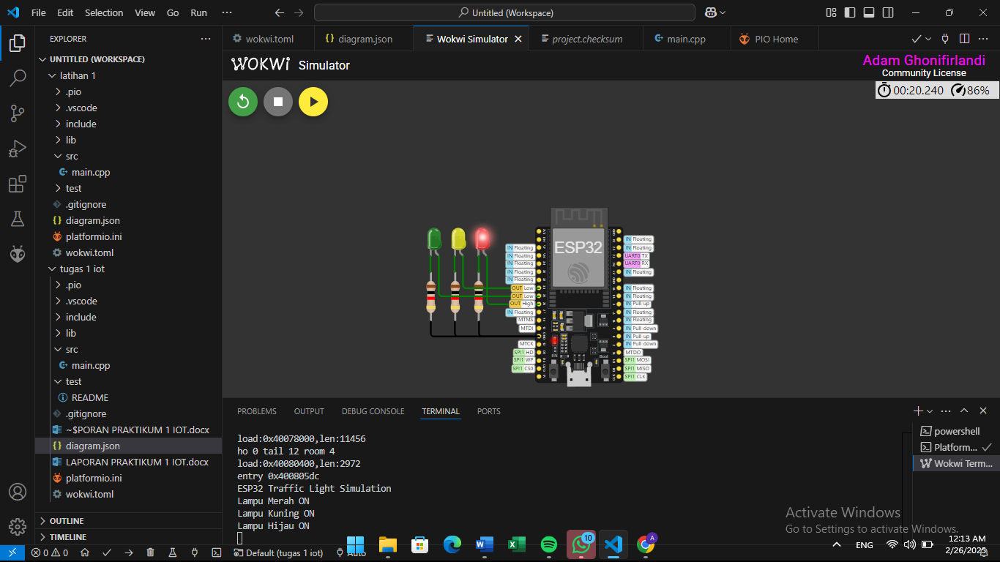 File Edit Selection View Go Run ··· Untitled (Workspace)
EXPLORER ···
UNTITLED (WORKSPACE)
latihan 1
.pio
.vscode
include
lib
src
main.cpp
test
.gitignore
diagram.json
platformio.ini
wokwi.toml
tugas 1 iot
.pio
.vscode
include
lib
src
main.cpp
test
README
.gitignore
~$PORAN PRAKTIKUM 1 IOT.docx
diagram.json
LAPORAN PRAKTIKUM 1 IOT.docx
platformio.ini
wokwi.toml
OUTLINE
TIMELINE
wokwi.toml diagram.json Wokwi Simulator project.checksum main.cpp PIO Home
WOKWi Simulator
Adam Ghonifirlandi
Community License
00:20.240 86%
ESP32
IN Floating
IN Floating
IN Floating
IN Floating
IN Floating
OUT Low
OUT Low
OUT High
IN Floating
MTMS
MTDI
MTCK
SPI1 HD
SPI1 WP
SPI1 CS0
IN Floating
IN Floating
UART0 TX
UART0 RX
IN Floating
IN Floating
IN Floating
IN Pull up
IN Floating
IN Floating
IN Pull down
IN Pull-up
IN Pull down
MTDO
SPI1 MOSI
SPI1 MISO
SPI1 CLK
EN
Boot
PROBLEMS OUTPUT DEBUG CONSOLE TERMINAL PORTS
load:0x40078000,len:11456
ho 0 tail 12 room 4
load:0x40080400,len:2972
entry 0x400805dc
ESP32 Traffic Light Simulation
Lampu Merah ON
Lampu Kuning ON
Lampu Hijau ON
powershell
Platform...
Wokwi Term...
Activate Windows
Go to Settings to activate Windows.
0 0 Default (tugas 1 iot) Auto
10
A
ENG
12:13 AM
2/26/2025